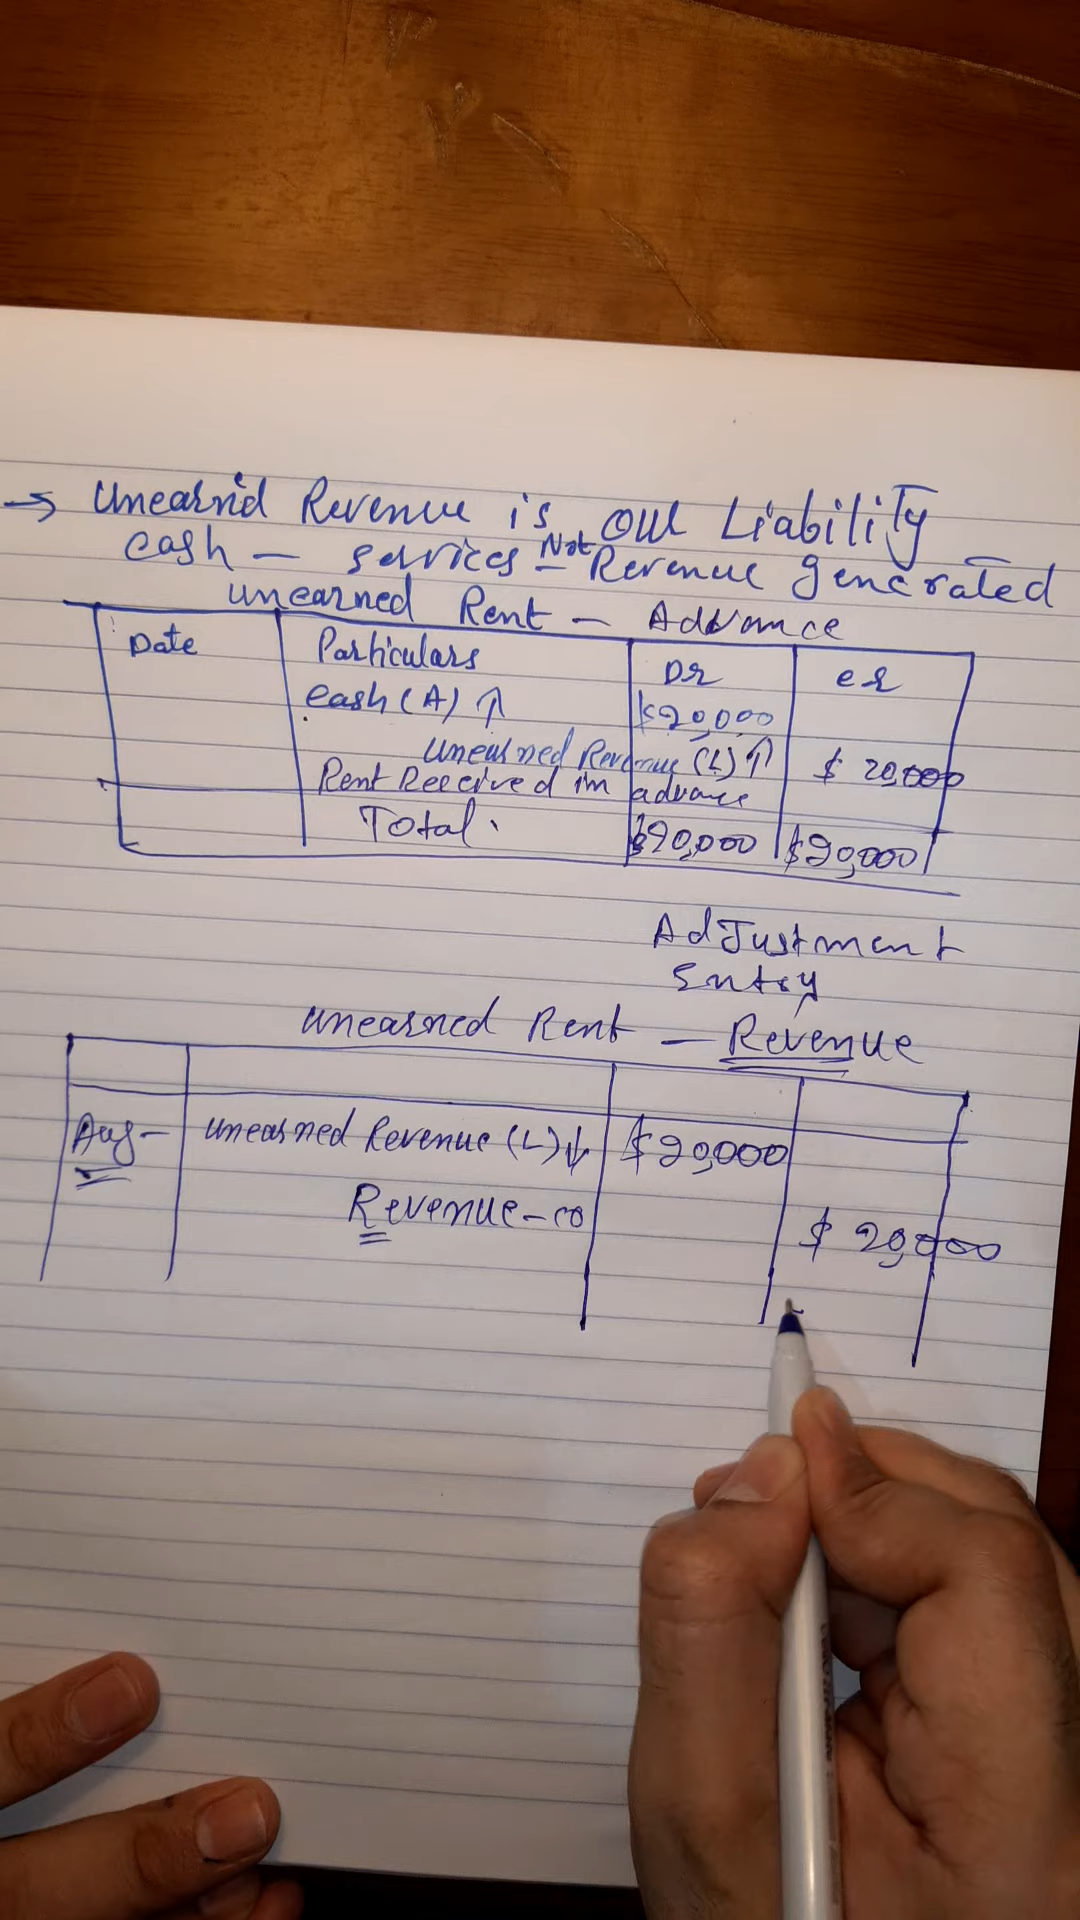 → Unearnid Revenue is our Liability
cash — services Not Revenue generated
unearned Rent — Advance
Date Particulars Dr Cr
Cash (A) ↑ $20,000
Unearned Revenue (L) ↑ $ 20,000
Rent Received in advance
Total. $20,000 $20,000
AdJustment
Entry
unearned Rent — Revenue
Aug- unearned Revenue (L) ↓ $20,000
Revenue-co $ 20,000